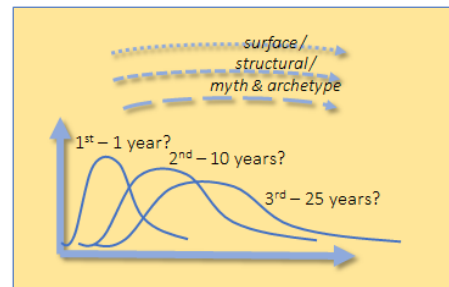 surface /
structural /
myth & archetype
1st – 1 year?
2nd – 10 years?
3rd – 25 years?